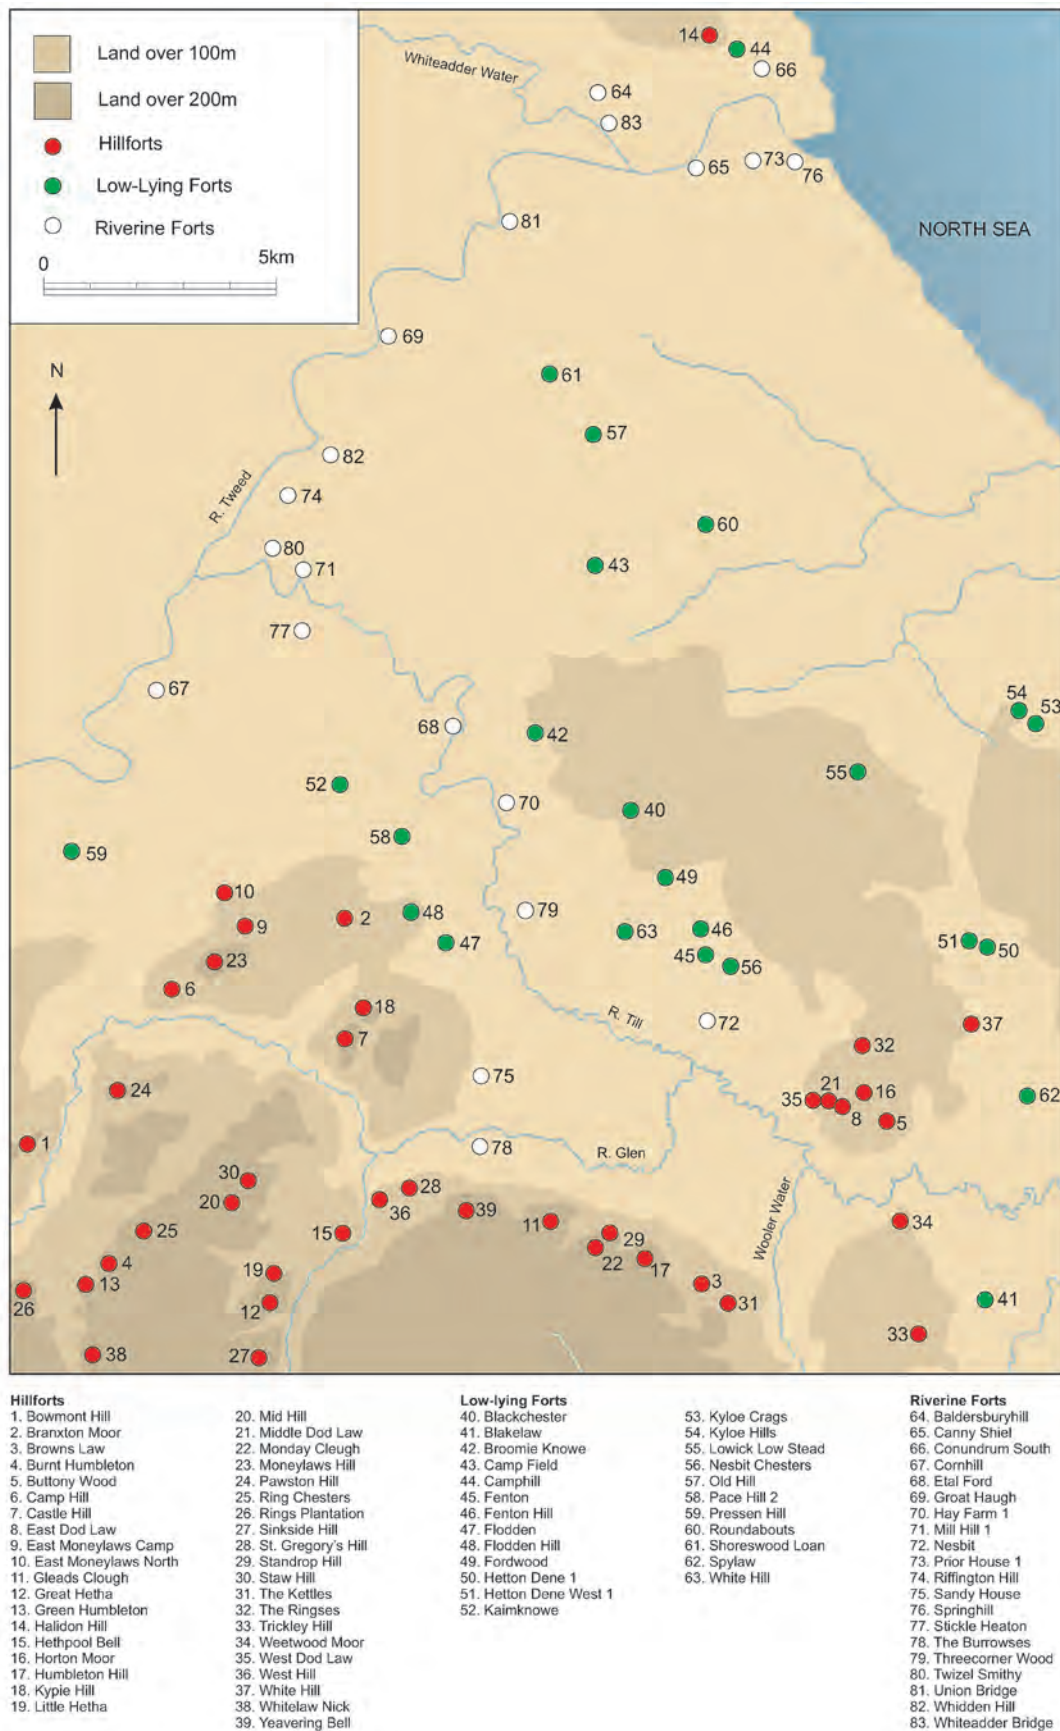 Land over 100m
Land over 200m
Hillforts
Low-Lying Forts
Riverine Forts
0 5km
N
Whiteadder Water
NORTH SEA
R. Tweed
R. Till
R. Glen
Wooler Water
14
44
66
64
83
65
73
76
81
69
61
57
82
74
60
80
71
43
77
67
68
42
54
53
52
55
70
40
58
59
49
10
2
48
79
9
47
63
46
51
50
45
56
23
6
18
72
37
7
32
75
24
35
21
16
8
5
62
1
78
30
28
20
36
39
34
25
15
11
29
4
22
17
19
13
3
26
12
31
41
33
38
27
Hillforts
1. Bowmont Hill
2. Branxton Moor
3. Browns Law
4. Burnt Humbleton
5. Buttony Wood
6. Camp Hill
7. Castle Hill
8. East Dod Law
9. East Moneylaws Camp
10. East Moneylaws North
11. Gleads Clough
12. Great Hetha
13. Green Humbleton
14. Halidon Hill
15. Hethpool Bell
16. Horton Moor
17. Humbleton Hill
18. Kypie Hill
19. Little Hetha
20. Mid Hill
21. Middle Dod Law
22. Monday Cleugh
23. Moneylaws Hill
24. Pawston Hill
25. Ring Chesters
26. Rings Plantation
27. Sinkside Hill
28. St. Gregory's Hill
29. Standrop Hill
30. Staw Hill
31. The Kettles
32. The Ringses
33. Trickley Hill
34. Weetwood Moor
35. West Dod Law
36. West Hill
37. White Hill
38. Whitelaw Nick
39. Yeavering Bell
Low-lying Forts
40. Blackchester
41. Blakelaw
42. Broomie Knowe
43. Camp Field
44. Camphill
45. Fenton
46. Fenton Hill
47. Flodden
48. Flodden Hill
49. Fordwood
50. Hetton Dene 1
51. Hetton Dene West 1
52. Kaimknowe
53. Kyloe Crags
54. Kyloe Hills
55. Lowick Low Stead
56. Nesbit Chesters
57. Old Hill
58. Pace Hill 2
59. Pressen Hill
60. Roundabouts
61. Shoreswood Loan
62. Spylaw
63. White Hill
Riverine Forts
64. Baldersburyhill
65. Canny Shiel
66. Conundrum South
67. Cornhill
68. Etal Ford
69. Groat Haugh
70. Hay Farm 1
71. Mill Hill 1
72. Nesbit
73. Prior House 1
74. Riffington Hill
75. Sandy House
76. Springhill
77. Stickle Heaton
78. The Burrowses
79. Threecorner Wood
80. Twizel Smithy
81. Union Bridge
82. Whidden Hill
83. Whiteadder Bridge